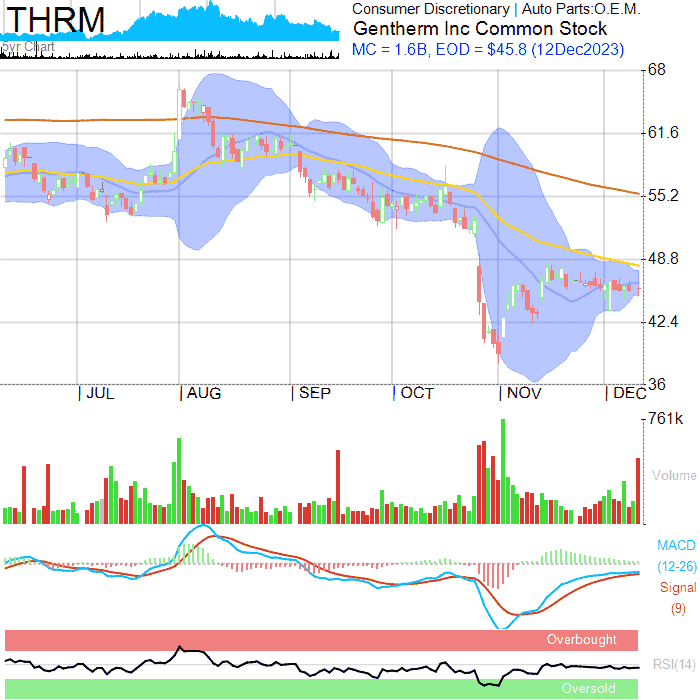 THRM
5yr Chart
Consumer Discretionary | Auto Parts:O.E.M.
Gentherm Inc Common Stock
MC = 1.6B, EOD = $45.8 (12Dec2023)
68
61.6
55.2
48.8
42.4
36
| JUL | AUG | SEP | OCT | NOV | DEC
761k
Volume
MACD
(12-26)
Signal
(9)
Overbought
RSI(14)
Oversold